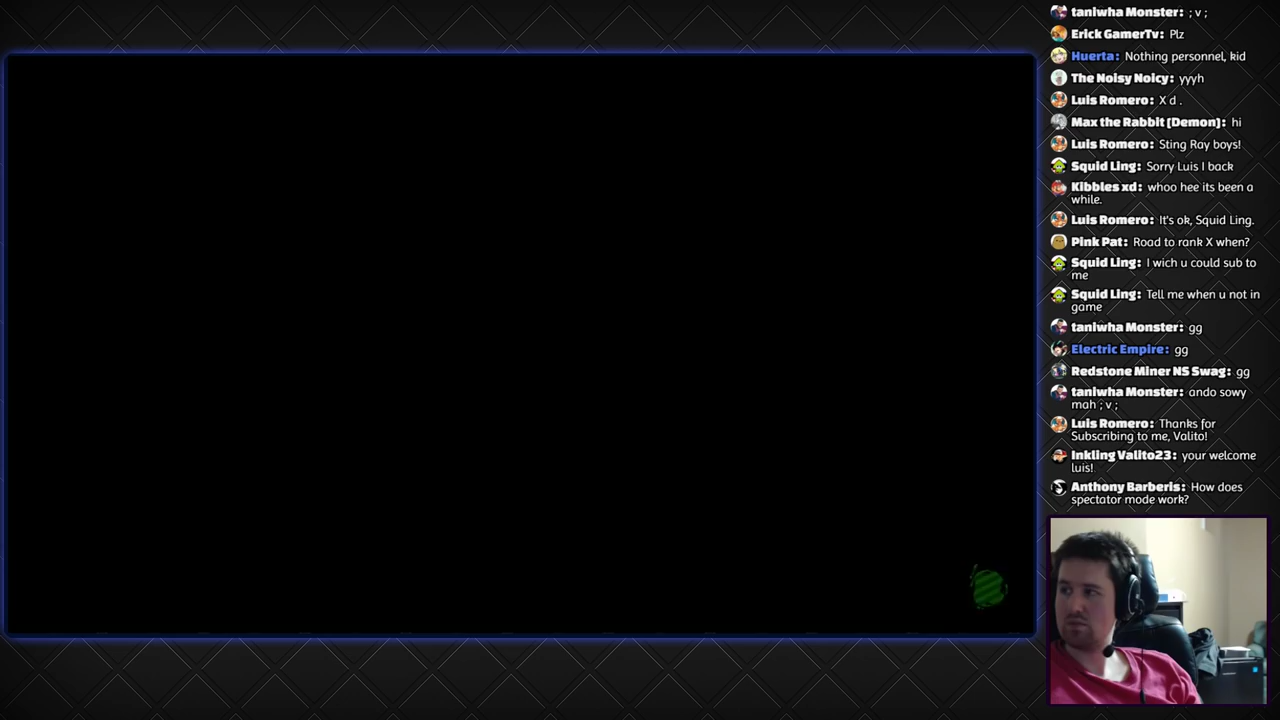 taniwha Monster: ; v ;
Erick GamerTv: Plz
Huerta: Nothing personnel, kid
The Noisy Noicy: yyyh
Luis Romero: X d .
Max the Rabbit [Demon]: hi
Luis Romero: Sting Ray boys!
Squid Ling: Sorry Luis I back
Kibbles xd: whoo hee its been a
while.
Luis Romero: It's ok, Squid Ling.
Pink Pat: Road to rank X when?
Squid Ling: I wich u could sub to
me
Squid Ling: Tell me when u not in
game
taniwha Monster: gg
Electric Empire: gg
Redstone Miner NS Swag: gg
taniwha Monster: ando sowy
mah ; v ;
Luis Romero: Thanks for
Subscribing to me, Valito!
Inkling Valito23: your welcome
luis!
Anthony Barberis: How does
spectator mode work?